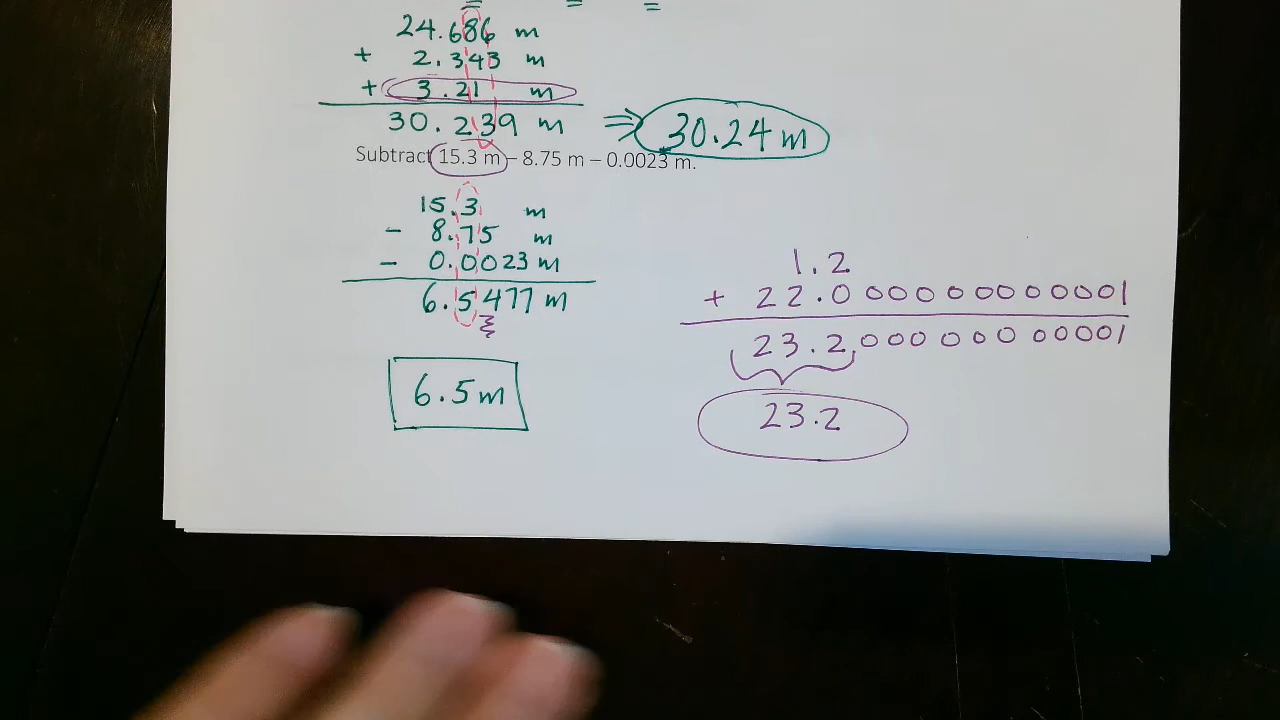 24.686 m
+ 2.343 m
+ 3.21 m
30.239 m ⇒ 30.24 m
Subtract 15.3 m – 8.75 m – 0.0023 m.
15.3 m
- 8.75 m
- 0.0023 m
6.5477 m
6.5 m
1.2
+ 22.00000000000001
23.2000000000001
23.2